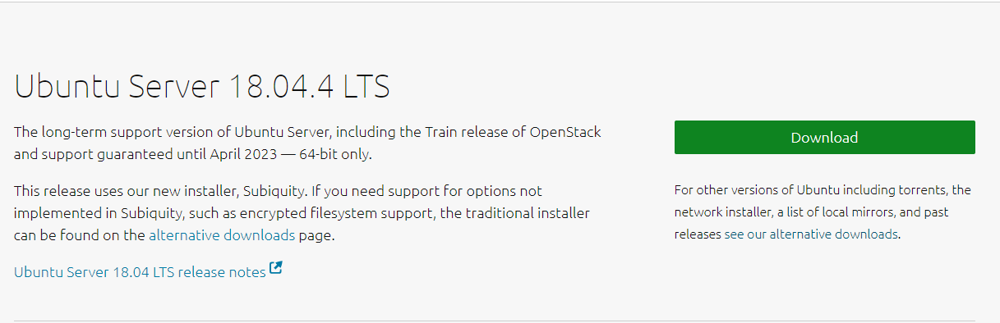 Ubuntu Server 18.04.4 LTS
The long-term support version of Ubuntu Server, including the Train release of OpenStack
and support guaranteed until April 2023 — 64-bit only.
This release uses our new installer, Subiquity. If you need support for options not
implemented in Subiquity, such as encrypted filesystem support, the traditional installer
can be found on the alternative downloads page.
Ubuntu Server 18.04 LTS release notes
Download
For other versions of Ubuntu including torrents, the
network installer, a list of local mirrors, and past
releases see our alternative downloads.